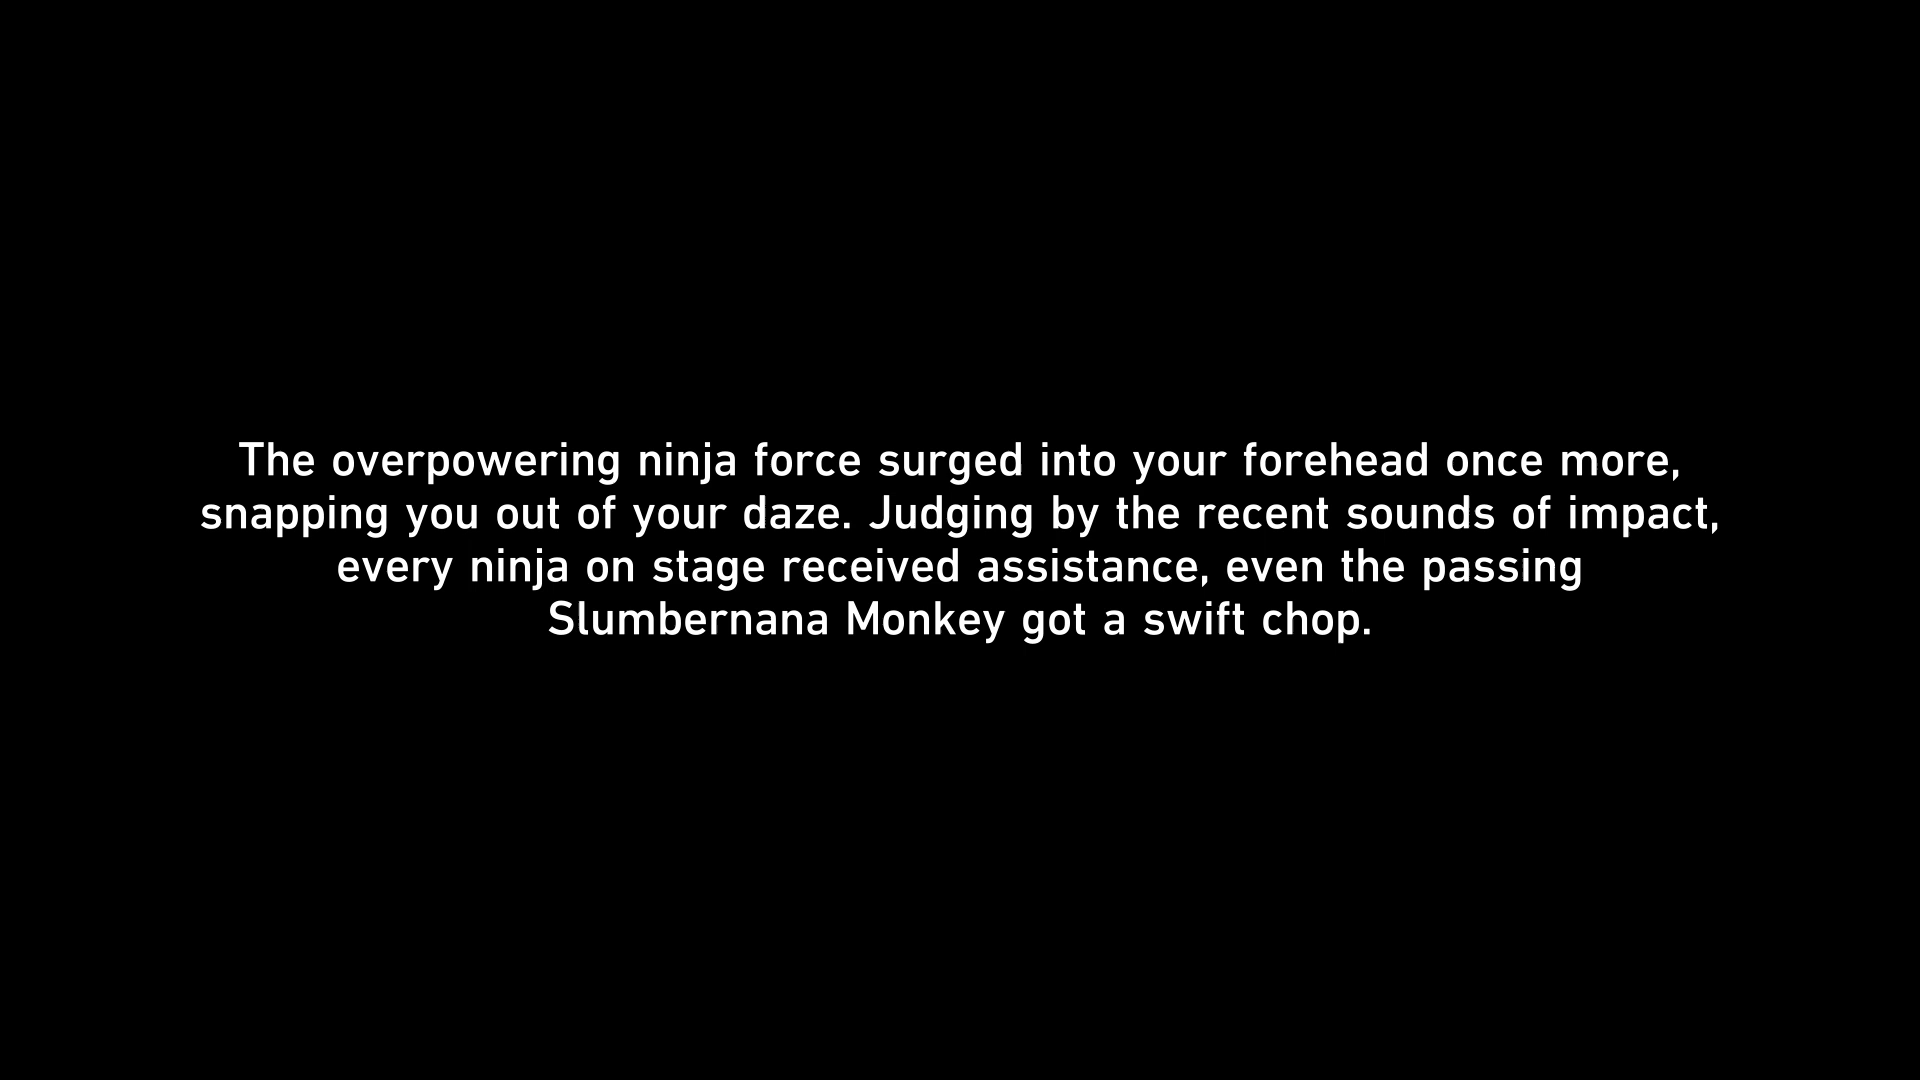 The overpowering ninja force surged into your forehead once more,
snapping you out of your daze. Judging by the recent sounds of impact,
every ninja on stage received assistance, even the passing
Slumbernana Monkey got a swift chop.